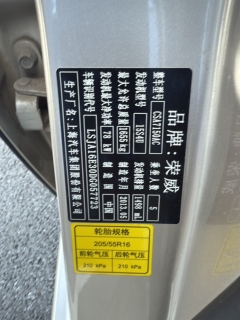 品牌：荣威
整车型号 CSA7150AC 乘坐人数 5
发动机型号 15S4U 发动机排量 1498 mL
最大允许总质量 1665 kg 制造年月 2013.05
发动机最大净功率 78 kW 制造国 中国
车辆识别代号 LSJA16E30DG057725
生产厂名：上海汽车集团股份有限公司
轮胎规格
205/55R16
前轮气压 后轮气压
210 kPa 210 kPa